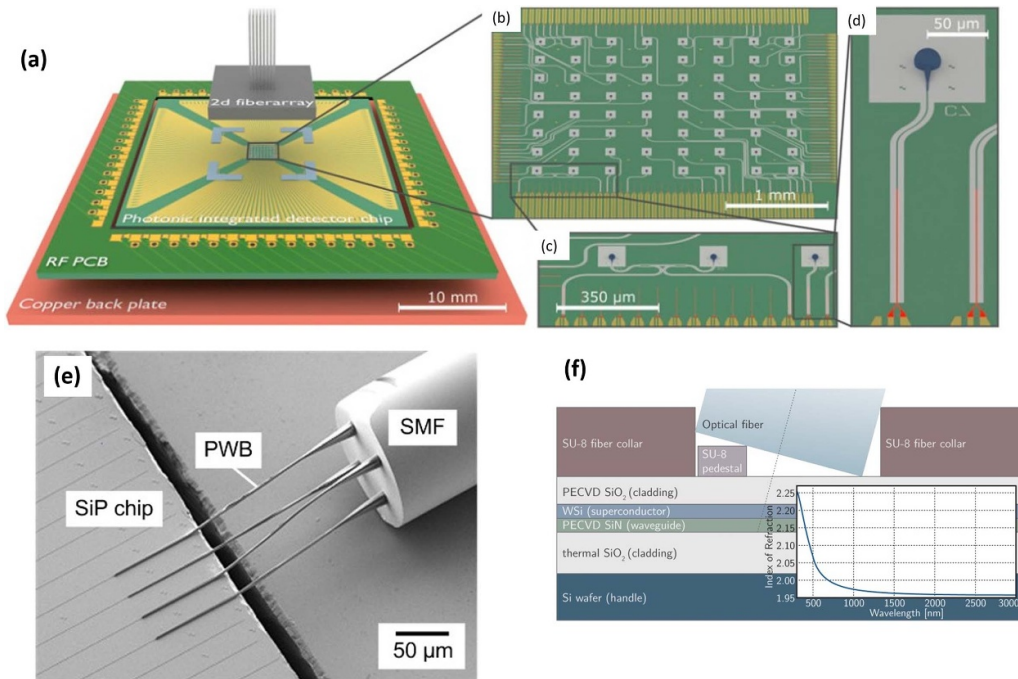 (a)
2d fiberarray
Photonic integrated detector chip
RF PCB
Copper back plate
10 mm
(b)
1 mm
(c)
350 μm
(d)
50 μm
C7
(e)
SMF
PWB
SiP chip
50 μm
(f)
Optical fiber
SU-8 fiber collar
SU-8 fiber collar
SU-8
pedestal
PECVD SiO₂ (cladding)
WSi (superconductor)
PECVD SiN (waveguide)
thermal SiO₂ (cladding)
Si wafer (handle)
Index of Refraction
2.25
2.20
2.15
2.10
2.05
2.00
1.95
500
1000
1500
2000
2500
3000
Wavelength [nm]